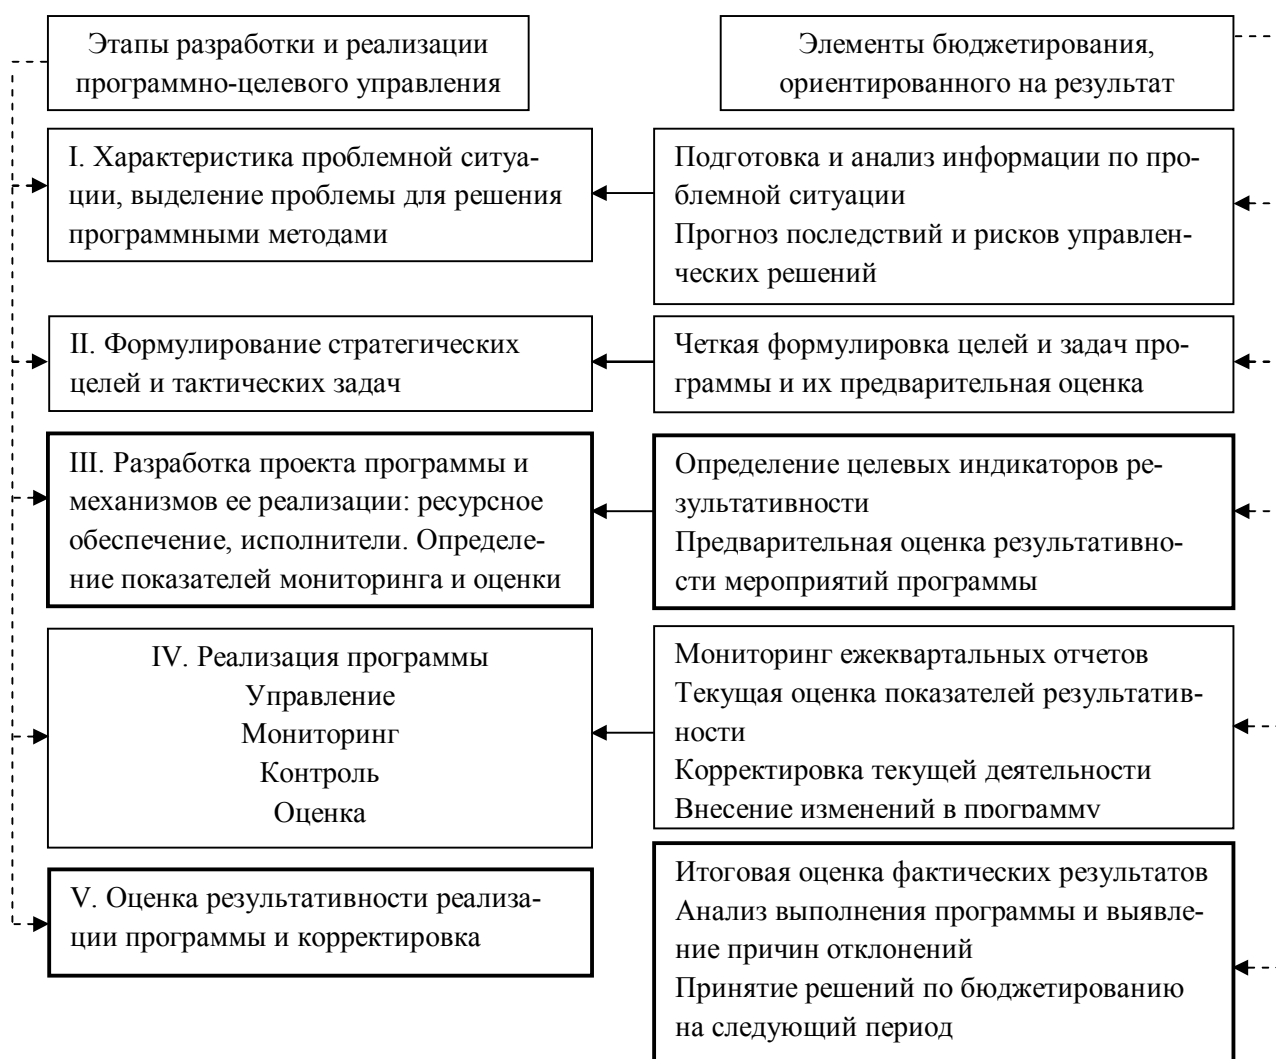 Этапы разработки и реализации
программно-целевого управления
Элементы бюджетирования,
ориентированного на результат
I. Характеристика проблемной ситуа-
ции, выделение проблемы для решения
программными методами
Подготовка и анализ информации по про-
блемной ситуации
Прогноз последствий и рисков управлен-
ческих решений
II. Формулирование стратегических
целей и тактических задач
Четкая формулировка целей и задач про-
граммы и их предварительная оценка
III. Разработка проекта программы и
механизмов ее реализации: ресурсное
обеспечение, исполнители. Определе-
ние показателей мониторинга и оценки
Определение целевых индикаторов ре-
зультативности
Предварительная оценка результативно-
сти мероприятий программы
IV. Реализация программы
Управление
Мониторинг
Контроль
Оценка
Мониторинг ежеквартальных отчетов
Текущая оценка показателей результатив-
ности
Корректировка текущей деятельности
Внесение изменений в программу
V. Оценка результативности реализа-
ции программы и корректировка
Итоговая оценка фактических результатов
Анализ выполнения программы и выявле-
ние причин отклонений
Принятие решений по бюджетированию
на следующий период